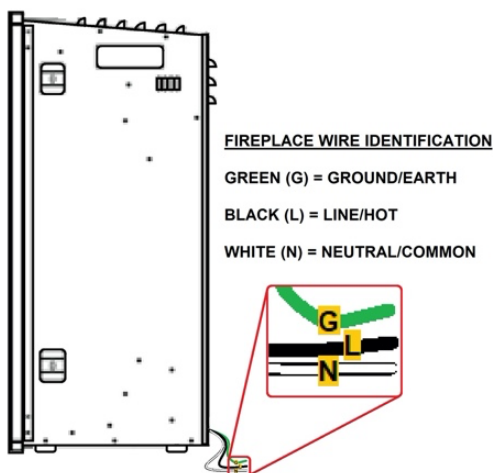 FIREPLACE WIRE IDENTIFICATION
GREEN (G) = GROUND/EARTH
BLACK (L) = LINE/HOT
WHITE (N) = NEUTRAL/COMMON
G
L
N